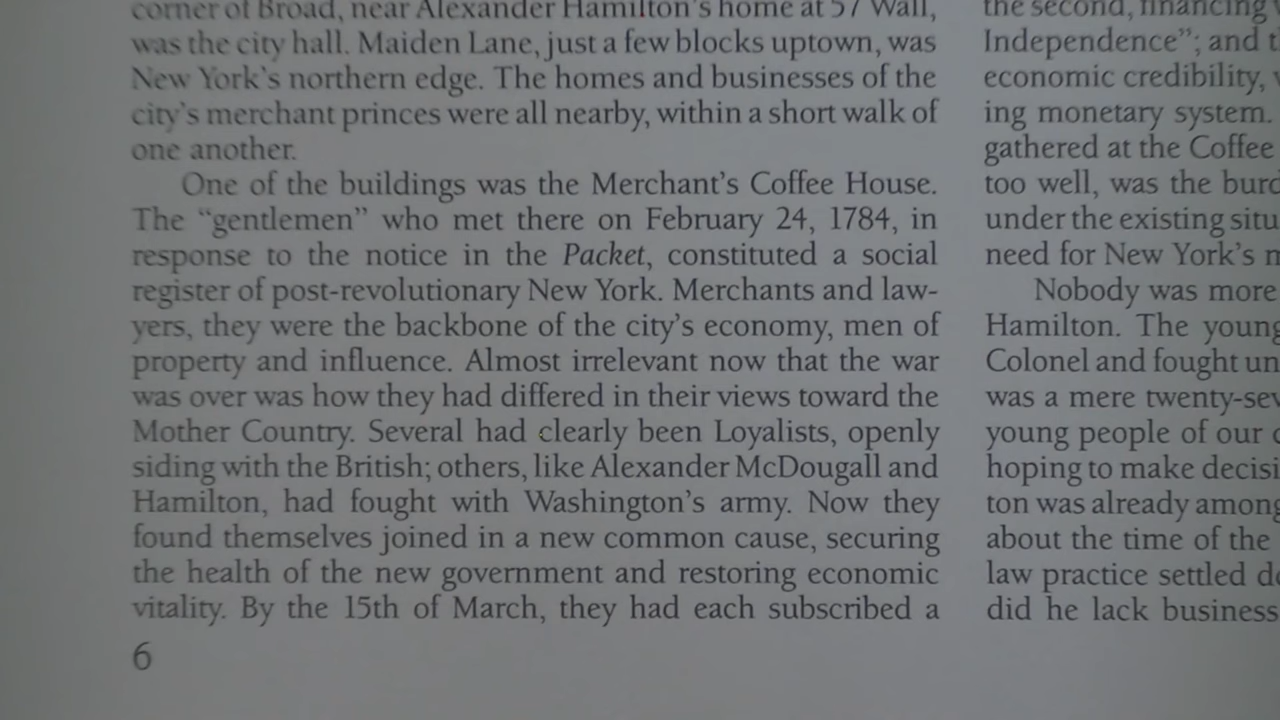 corner of Broad, near Alexander Hamilton's home at 57 Wall,
was the city hall. Maiden Lane, just a few blocks uptown, was
New York's northern edge. The homes and businesses of the
city's merchant princes were all nearby, within a short walk of
one another.
One of the buildings was the Merchant's Coffee House.
The “gentlemen” who met there on February 24, 1784, in
response to the notice in the Packet, constituted a social
register of post-revolutionary New York. Merchants and law-
yers, they were the backbone of the city's economy, men of
property and influence. Almost irrelevant now that the war
was over was how they had differed in their views toward the
Mother Country. Several had clearly been Loyalists, openly
siding with the British; others, like Alexander McDougall and
Hamilton, had fought with Washington's army. Now they
found themselves joined in a new common cause, securing
the health of the new government and restoring economic
vitality. By the 15th of March, they had each subscribed a
6
the second, financing
Independence”; and
economic credibility,
ing monetary system.
gathered at the Coffee
too well, was the
under the existing
need for New York's
Nobody was more
Hamilton. The
Colonel and fought
was a mere
young people of our
hoping to make
ton was already
about the time of the
law practice settled
did he lack business